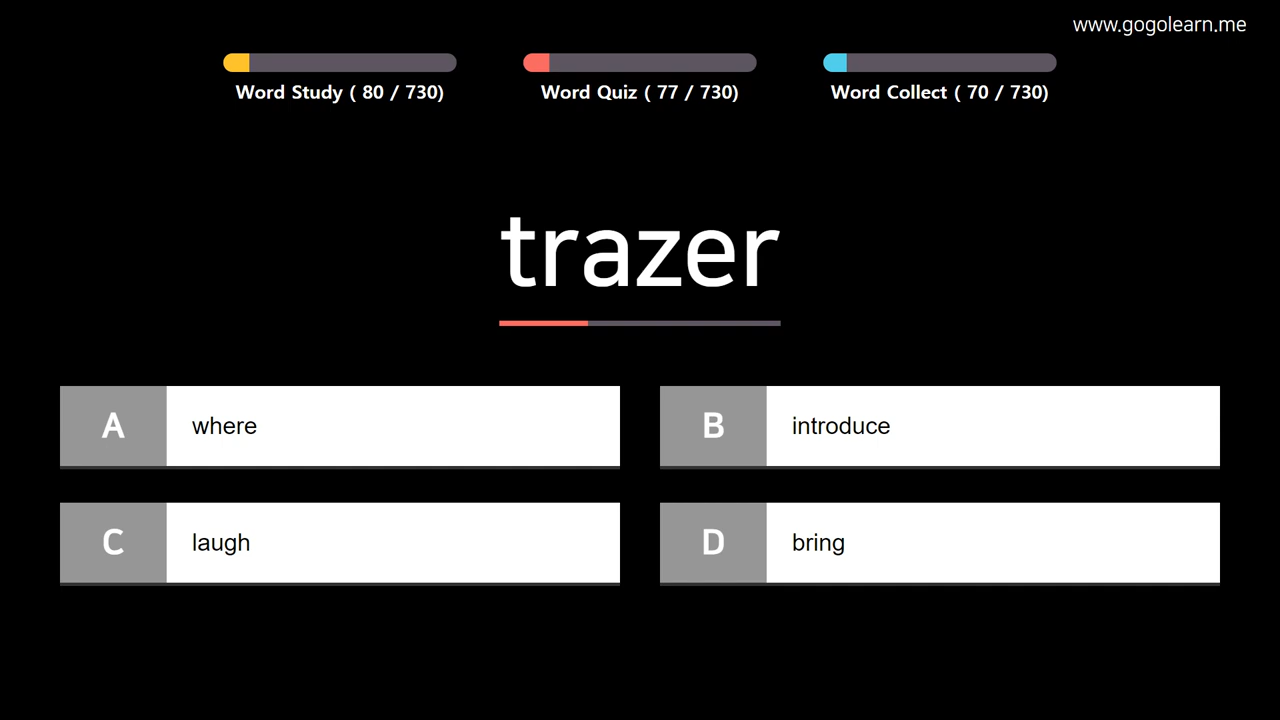 www.gogolearn.me
Word Study ( 80 / 730)
Word Quiz ( 77 / 730)
Word Collect ( 70 / 730)
trazer
A where
B introduce
C laugh
D bring